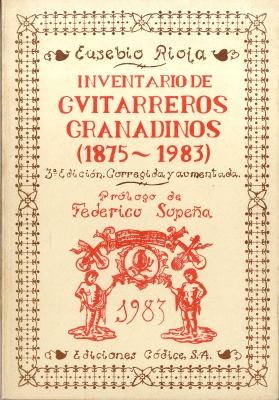 Eusebio Rioja
INVENTARIO DE
GVITARREROS
GRANADINOS
(1875~1983)
3ª Edición. Corregida y aumentada.
Prólogo de
Federico Sopeña
1983
Ediciones Códice, S.A.